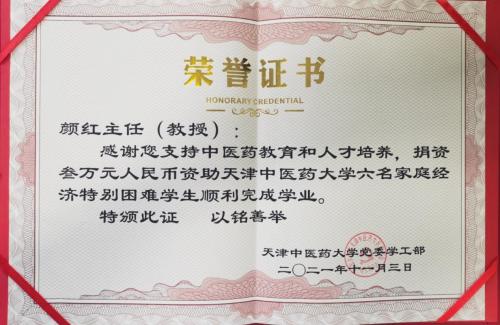 荣誉证书
HONORARY CREDENTIAL
颜红主任（教授）：
感谢您支持中医药教育和人才培养，捐资
叁万元人民币资助天津中医药大学六名家庭经
济特别困难学生顺利完成学业。
特颁此证 以铭善举
天津中医药大学党委学工部
二〇二一年十一月三日